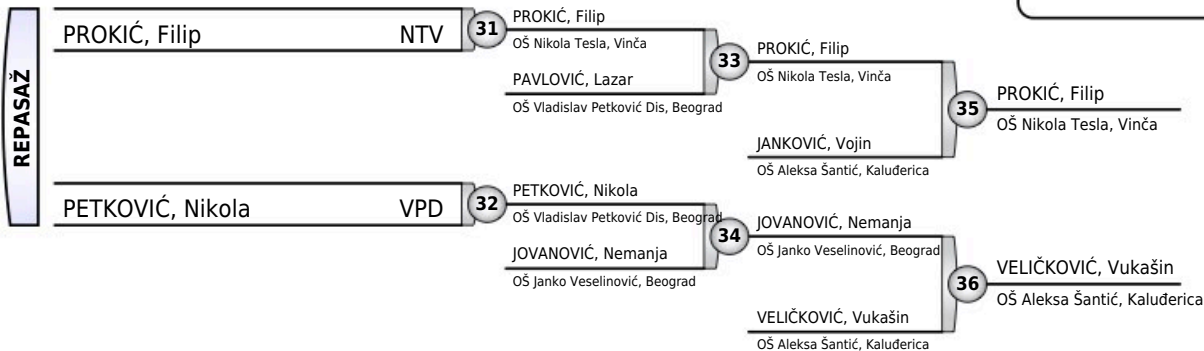 REPASAŽ
PROKIĆ, Filip NTV
31
PROKIĆ, Filip
OŠ Nikola Tesla, Vinča
PAVLOVIĆ, Lazar
OŠ Vladislav Petković Dis, Beograd
33
PROKIĆ, Filip
OŠ Nikola Tesla, Vinča
JANKOVIĆ, Vojin
OŠ Aleksa Šantić, Kaluđerica
35
PROKIĆ, Filip
OŠ Nikola Tesla, Vinča
PETKOVIĆ, Nikola VPD
32
PETKOVIĆ, Nikola
OŠ Vladislav Petković Dis, Beograd
JOVANOVIĆ, Nemanja
OŠ Janko Veselinović, Beograd
34
JOVANOVIĆ, Nemanja
OŠ Janko Veselinović, Beograd
VELIČKOVIĆ, Vukašin
OŠ Aleksa Šantić, Kaluđerica
36
VELIČKOVIĆ, Vukašin
OŠ Aleksa Šantić, Kaluđerica